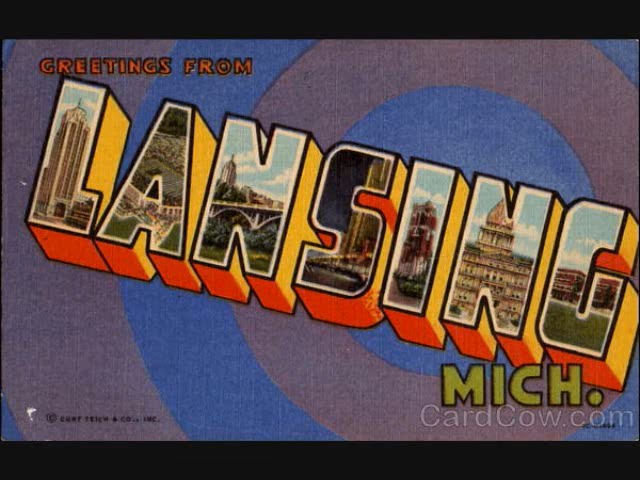 GREETINGS FROM
LANSING
MICH.
CardCow.com
© CURT TEICH & CO., INC.